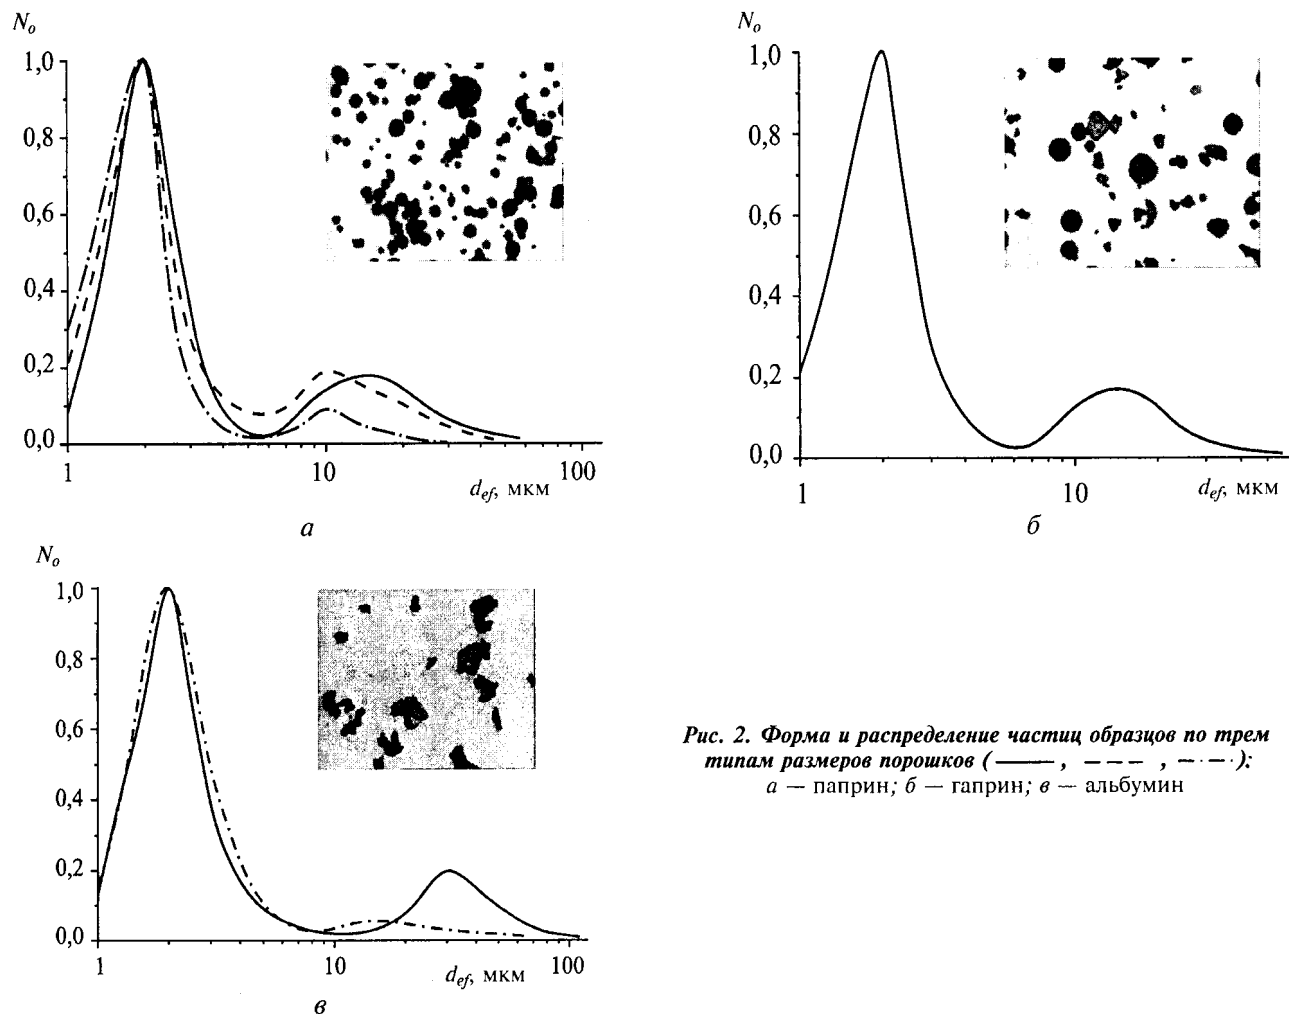 N₀
1,0
0,8
0,6
0,4
0,2
0,0
1 10 100
d_ef, мкм
а
N₀
1,0
0,8
0,6
0,4
0,2
0,0
1 10
d_ef, мкм
б
N₀
1,0
0,8
0,6
0,4
0,2
0,0
1 10 100
d_ef, мкм
в
Рис. 2. Форма и распределение частиц образцов по трем
типам размеров порошков (——, – – –, – · – ·):
а — паприн; б — гаприн; в — альбумин